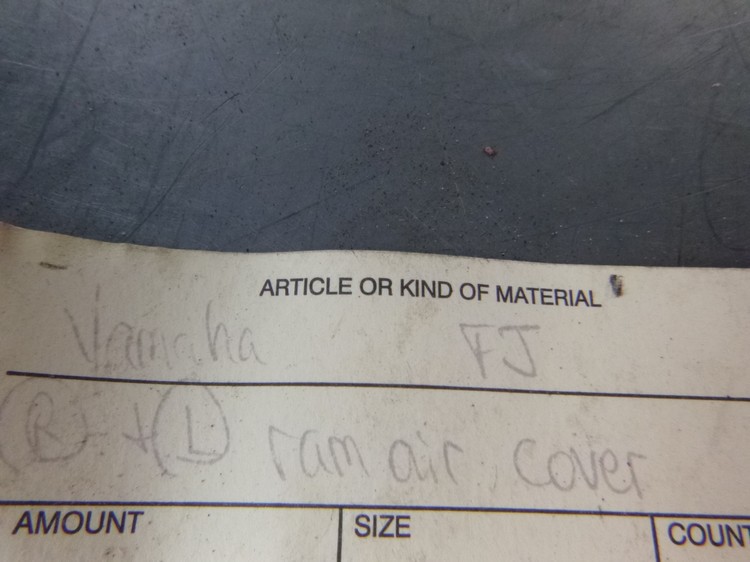 ARTICLE OR KIND OF MATERIAL
Yamaha FJ
R + L ram air cover
AMOUNT SIZE COUNT